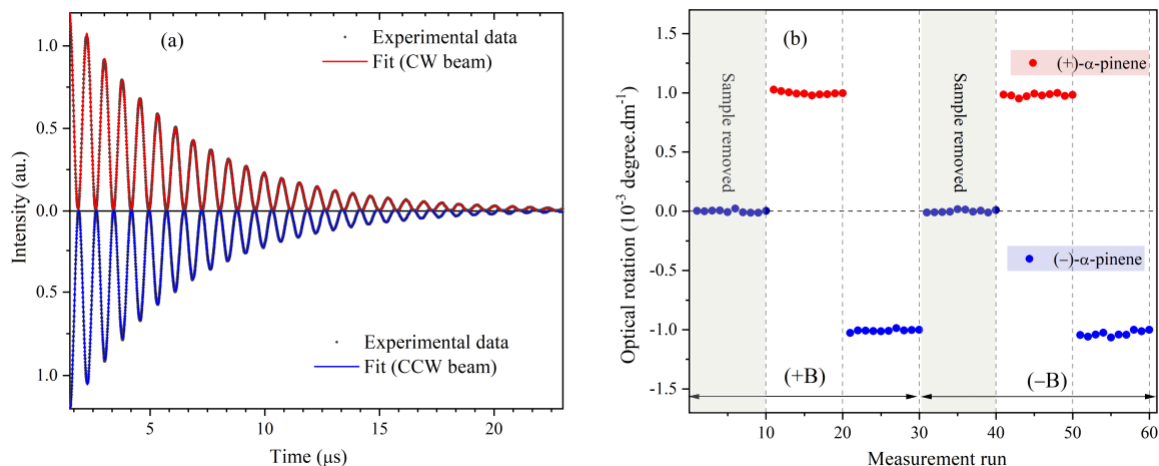 (a)
Experimental data
Fit (CW beam)
Experimental data
Fit (CCW beam)
Intensity (au.)
1.0
0.5
0.0
0.5
1.0
5
10
15
20
Time (μs)
(b)
(+)-α-pinene
(−)-α-pinene
Sample removed
Sample removed
(+B)
(−B)
Optical rotation (10⁻³ degree.dm⁻¹)
1.5
1.0
0.5
0.0
-0.5
-1.0
-1.5
10
20
30
40
50
60
Measurement run